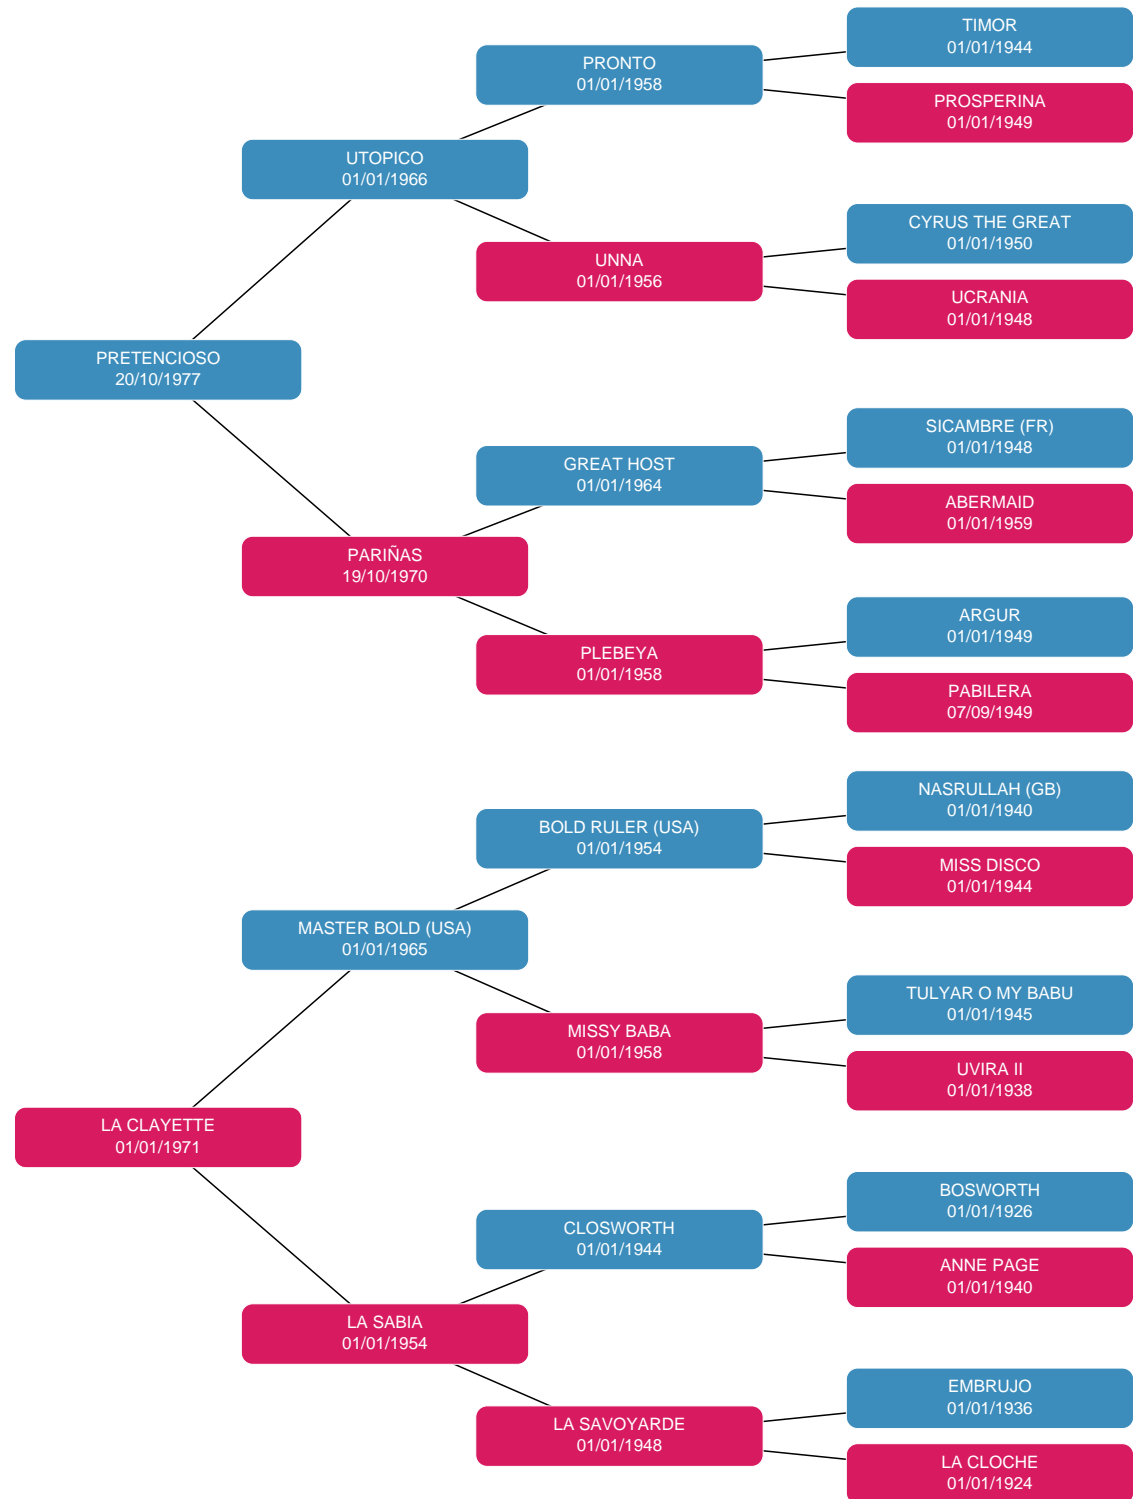 TIMOR
01/01/1944
PRONTO
01/01/1958
PROSPERINA
01/01/1949
UTOPICO
01/01/1966
CYRUS THE GREAT
01/01/1950
UNNA
01/01/1956
UCRANIA
01/01/1948
PRETENCIOSO
20/10/1977
SICAMBRE (FR)
01/01/1948
GREAT HOST
01/01/1964
ABERMAID
01/01/1959
PARIÑAS
19/10/1970
ARGUR
01/01/1949
PLEBEYA
01/01/1958
PABILERA
07/09/1949
NASRULLAH (GB)
01/01/1940
BOLD RULER (USA)
01/01/1954
MISS DISCO
01/01/1944
MASTER BOLD (USA)
01/01/1965
TULYAR O MY BABU
01/01/1945
MISSY BABA
01/01/1958
UVIRA II
01/01/1938
LA CLAYETTE
01/01/1971
BOSWORTH
01/01/1926
CLOSWORTH
01/01/1944
ANNE PAGE
01/01/1940
LA SABIA
01/01/1954
EMBRUJO
01/01/1936
LA SAVOYARDE
01/01/1948
LA CLOCHE
01/01/1924